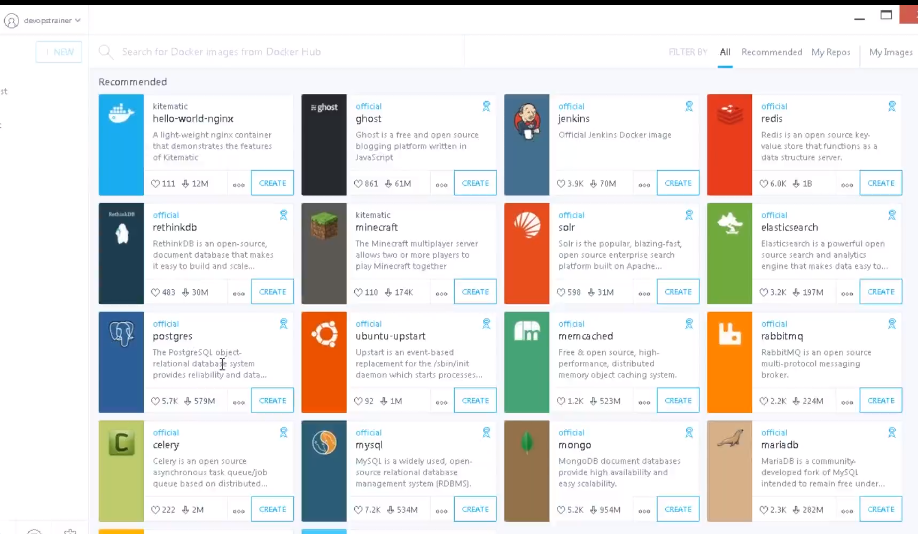 devopstrainer
+ NEW
Search for Docker images from Docker Hub
FILTER BY All Recommended My Repos My Images
st
Recommended
kitematic
hello-world-nginx
A light-weight nginx container
that demonstrates the features
of Kitematic
111 12M
CREATE
ghost
official
ghost
Ghost is a free and open source
blogging platform written in
JavaScript
861 61M
CREATE
official
jenkins
Official Jenkins Docker image
3.9K 70M
CREATE
official
redis
Redis is an open source key-
value store that functions as a
data structure server.
6.0K 1B
CREATE
RethinkDB
official
rethinkdb
RethinkDB is an open-source,
document database that makes
it easy to build and scale...
483 30M
CREATE
kitematic
minecraft
The Minecraft multiplayer server
allows two or more players to
play Minecraft together
110 174K
CREATE
official
solr
Solr is the popular, blazing-fast,
open source enterprise search
platform built on Apache...
598 31M
CREATE
official
elasticsearch
Elasticsearch is a powerful open
source search and analytics
engine that makes data easy to...
3.2K 197M
CREATE
official
postgres
The PostgreSQL object-
relational database system
provides reliability and data...
5.7K 579M
CREATE
official
ubuntu-upstart
Upstart is an event-based
replacement for the /sbin/init
daemon which starts processes...
92 1M
CREATE
official
memcached
Free & open source, high-
performance, distributed
memory object caching system.
1.2K 523M
CREATE
official
rabbitmq
RabbitMQ is an open source
multi-protocol messaging
broker.
2.2K 224M
CREATE
C
official
celery
Celery is an open source
asynchronous task queue/job
queue based on distributed...
222 2M
CREATE
official
mysql
MySQL is a widely used, open-
source relational database
management system (RDBMS).
7.2K 534M
CREATE
official
mongo
MongoDB document databases
provide high availability and
easy scalability.
5.2K 954M
CREATE
official
mariadb
MariaDB is a community-
developed fork of MySQL
intended to remain free under...
2.3K 282M
CREATE